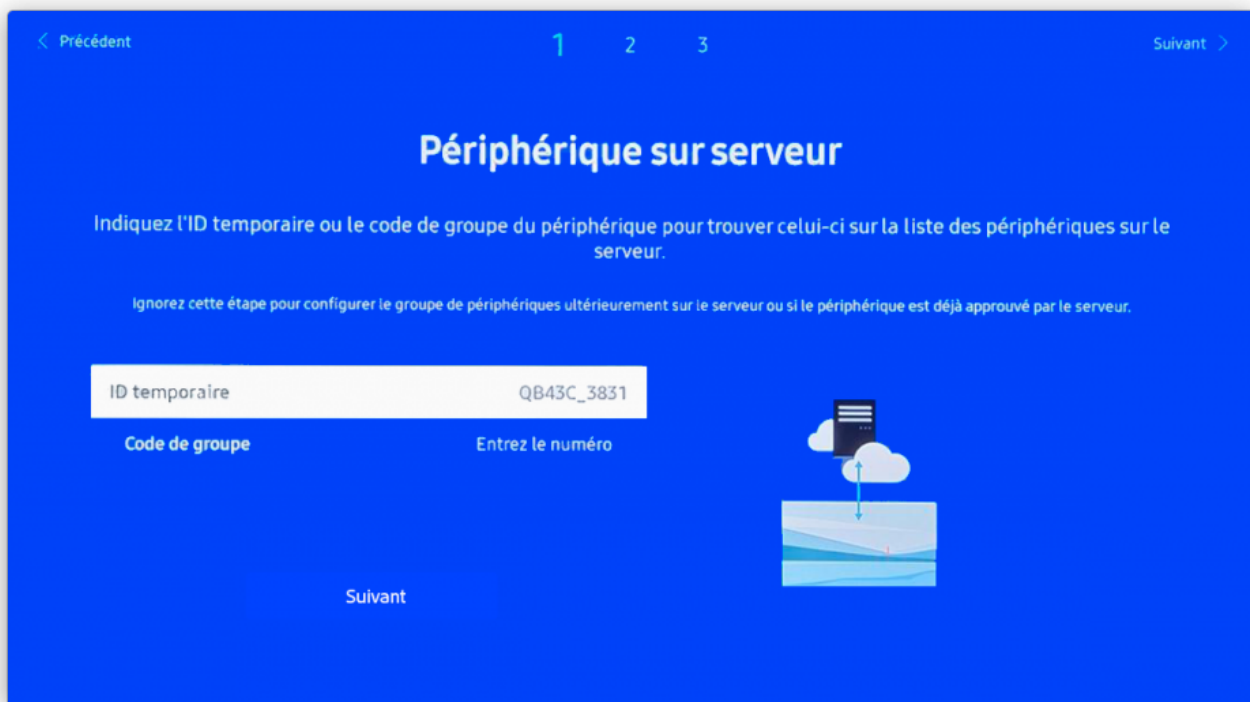 Précédent
1 2 3
Suivant
Périphérique sur serveur
Indiquez l'ID temporaire ou le code de groupe du périphérique pour trouver celui-ci sur la liste des périphériques sur le
serveur.
Ignorez cette étape pour configurer le groupe de périphériques ultérieurement sur le serveur ou si le périphérique est déjà approuvé par le serveur.
ID temporaire QB43C_3831
Code de groupe Entrez le numéro
Suivant